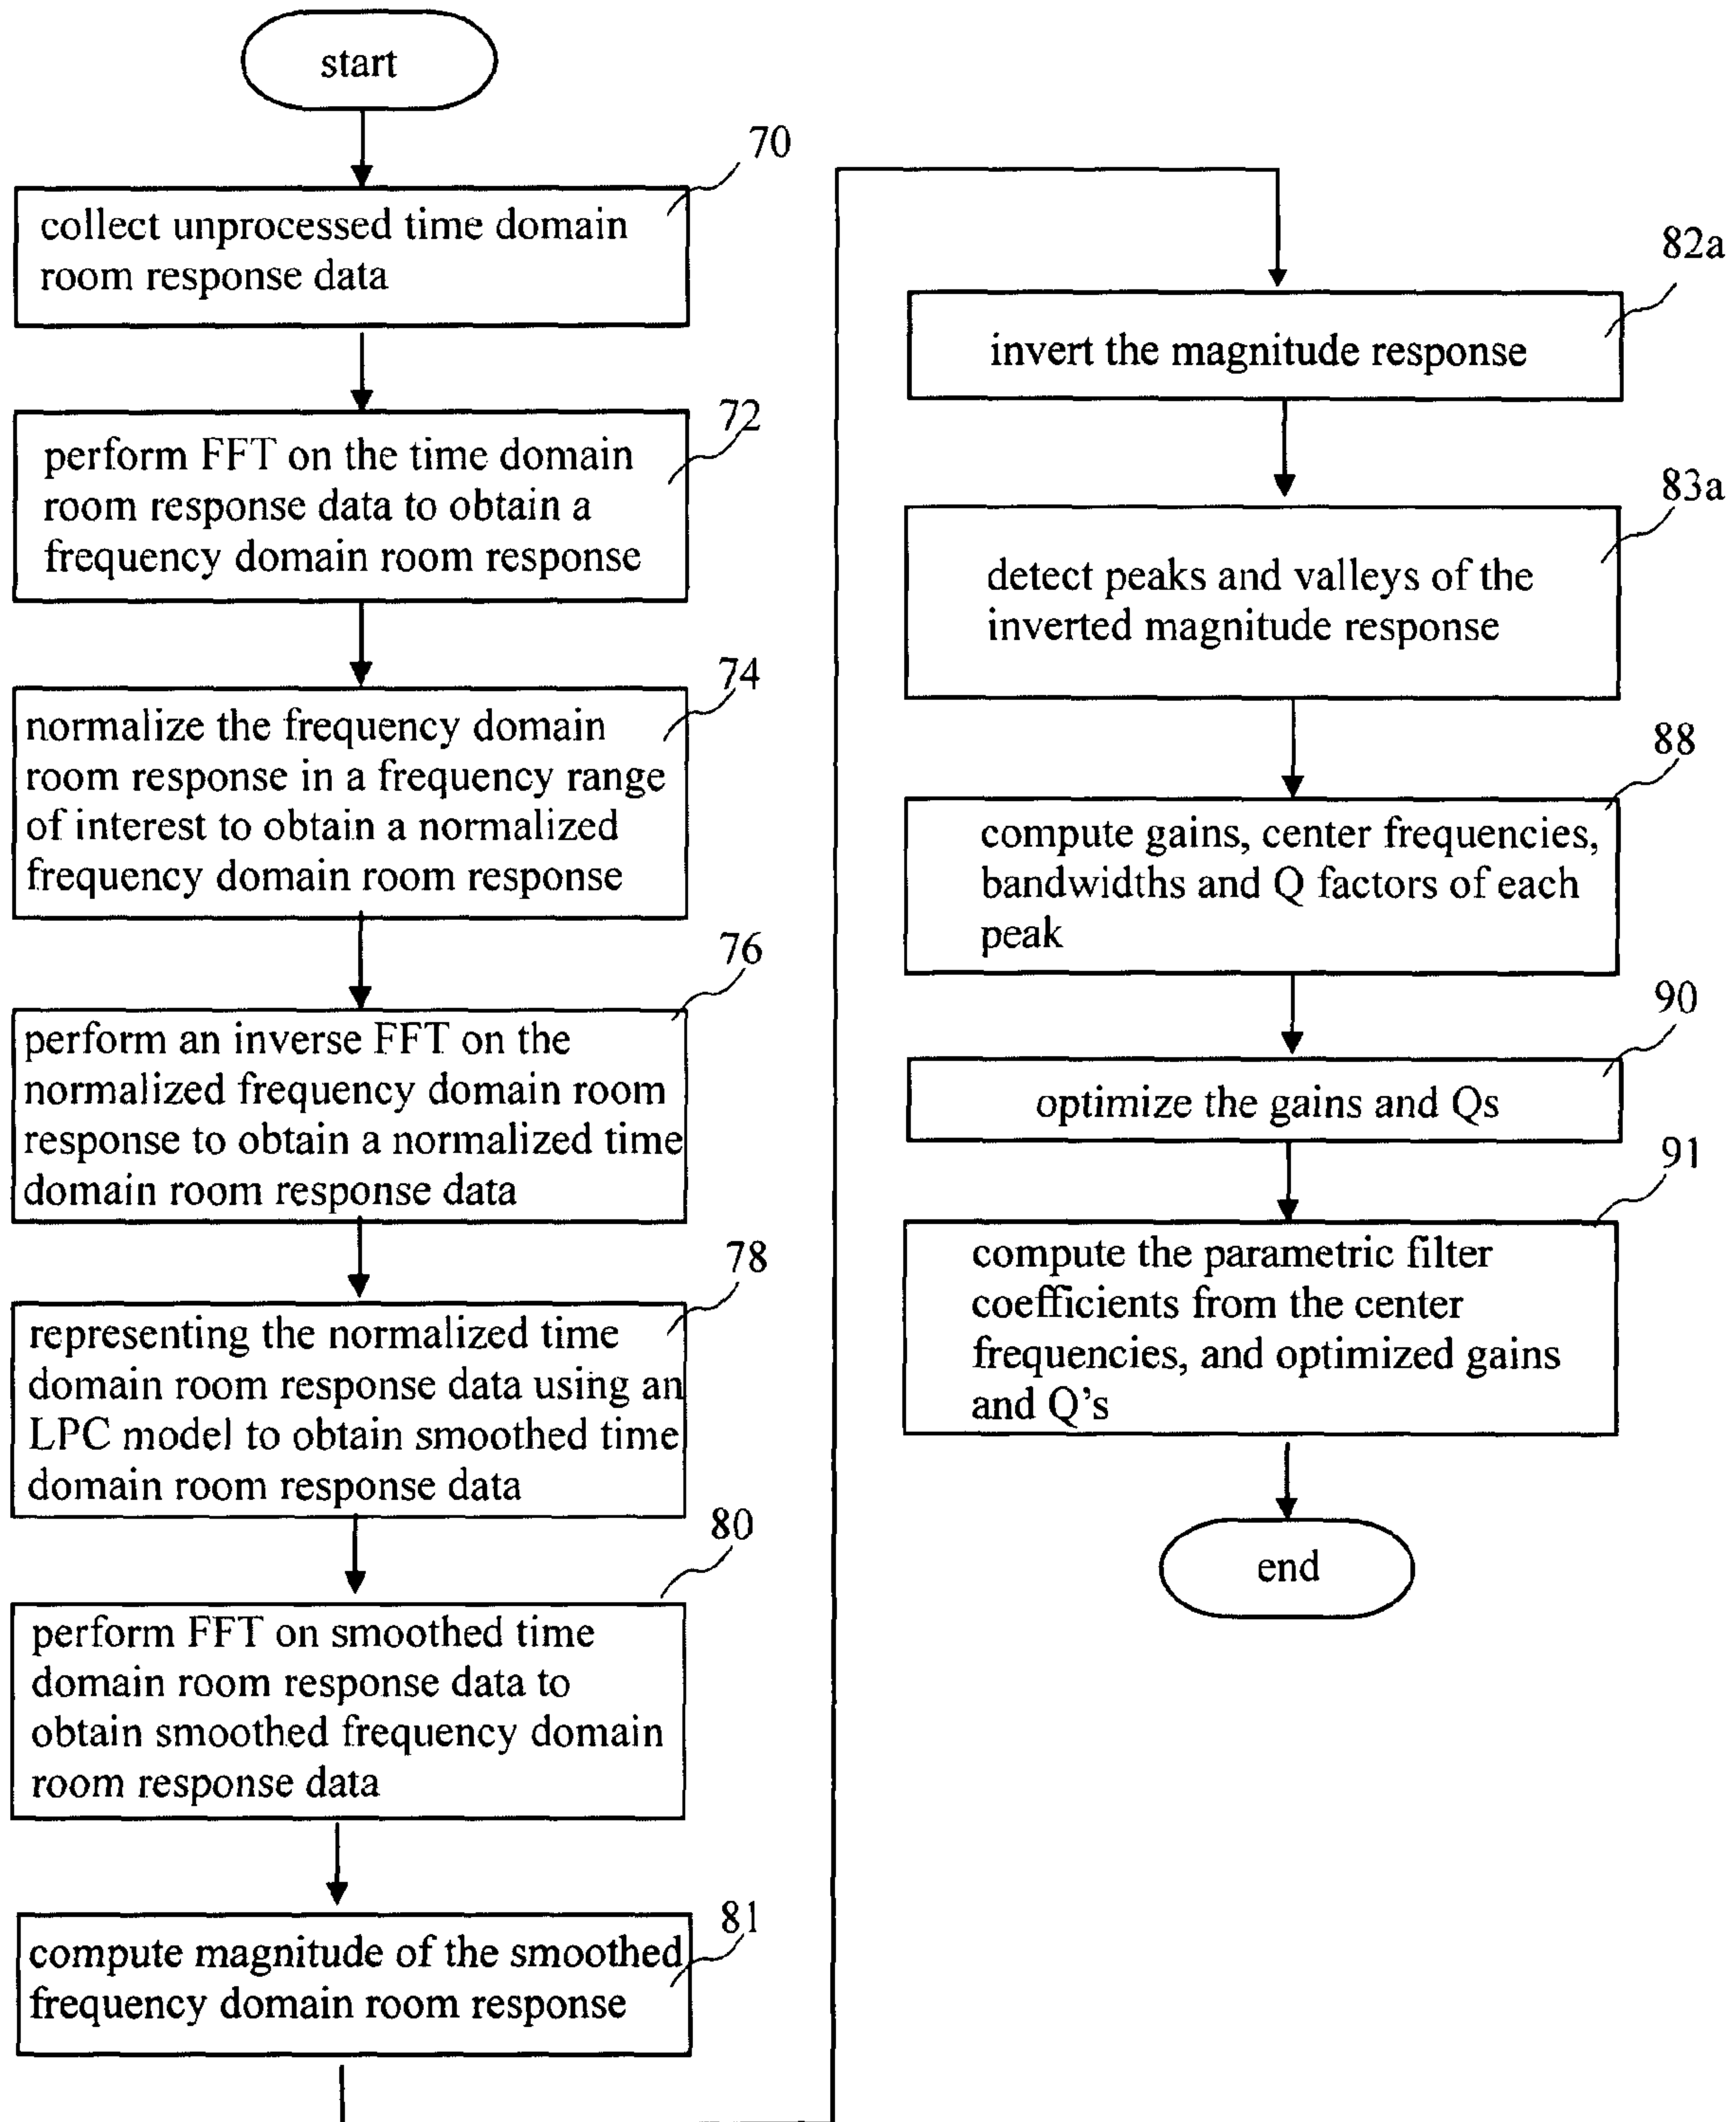 start
70
collect unprocessed time domain
room response data
72
perform FFT on the time domain
room response data to obtain a
frequency domain room response
74
normalize the frequency domain
room response in a frequency range
of interest to obtain a normalized
frequency domain room response
76
perform an inverse FFT on the
normalized frequency domain room
response to obtain a normalized time
domain room response data
78
representing the normalized time
domain room response data using an
LPC model to obtain smoothed time
domain room response data
80
perform FFT on smoothed time
domain room response data to
obtain smoothed frequency domain
room response data
81
compute magnitude of the smoothed
frequency domain room response
82a
invert the magnitude response
83a
detect peaks and valleys of the
inverted magnitude response
88
compute gains, center frequencies,
bandwidths and Q factors of each
peak
90
optimize the gains and Qs
91
compute the parametric filter
coefficients from the center
frequencies, and optimized gains
and Q's
end